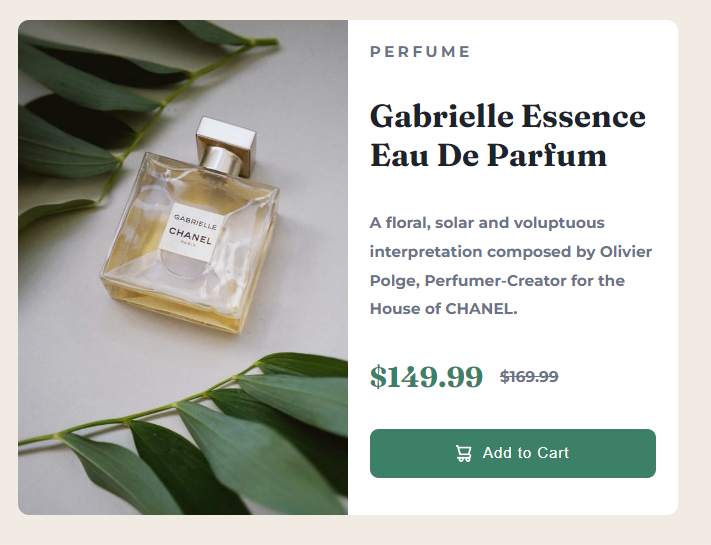 PERFUME
Gabrielle Essence
Eau De Parfum
A floral, solar and voluptuous
interpretation composed by Olivier
Polge, Perfumer-Creator for the
House of CHANEL.
$149.99 $169.99
Add to Cart
GABRIELLE
CHANEL
PARIS